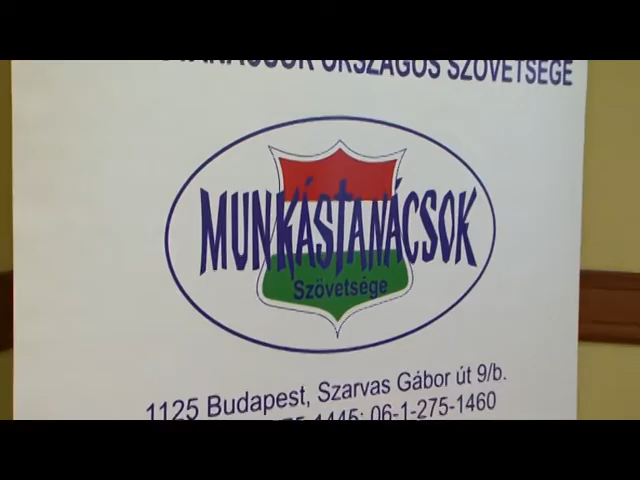 ORSZÁGOS SZÖVETSÉGE
MUNKÁSTANÁCSOK
Szövetsége
1125 Budapest, Szarvas Gábor út 9/b.
06-1-275-1460